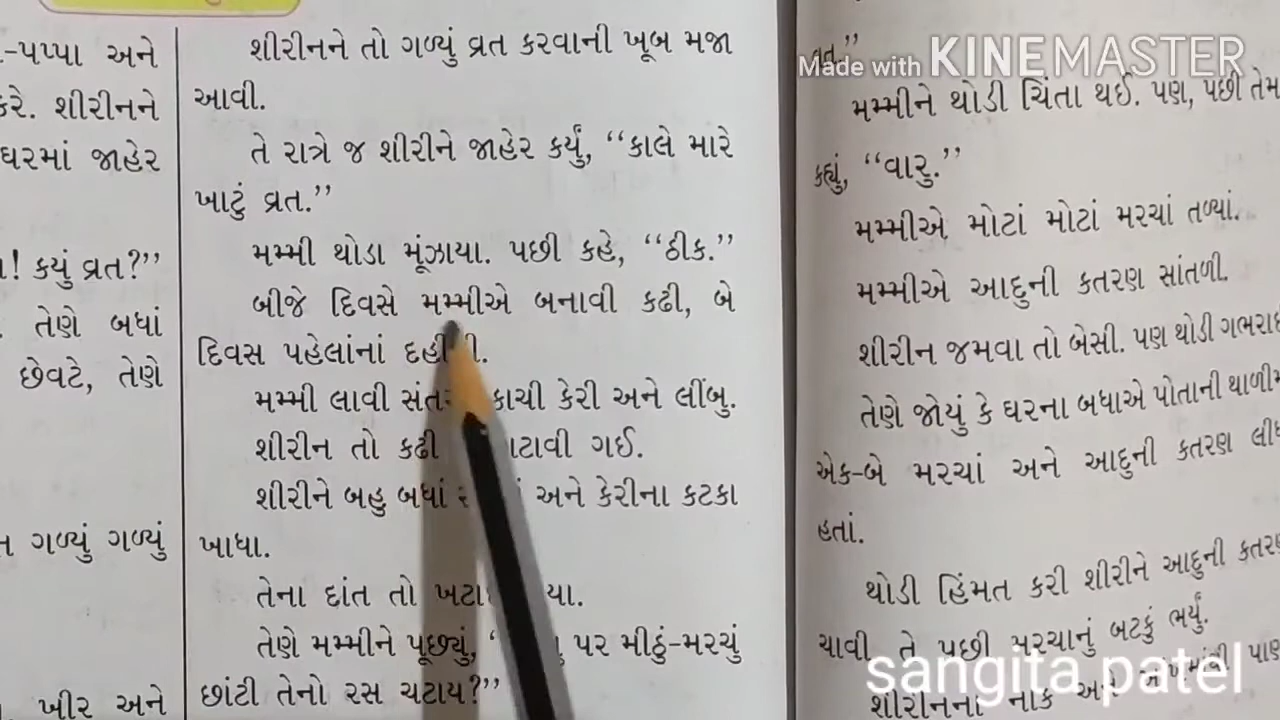 -પપ્પા અને
કરે. શીરીનને
ઘરમાં જાહેર
! કયું વ્રત?”
તેણે બધાં
છેવટે, તેણે
ગળ્યું ગળ્યું
ખીર અને
શીરીનને તો ગળ્યું વ્રત કરવાની ખૂબ મજા
આવી.
તે રાત્રે જ શીરીને જાહેર કર્યું, “કાલે મારે
ખાટું વ્રત.”
મમ્મી થોડા મૂંઝાયા. પછી કહે, “ઠીક.”
બીજે દિવસે મમ્મીએ બનાવી કઢી, બે
દિવસ પહેલાંનાં
મમ્મી લાવી કાચી કેરી અને લીંબુ.
શીરીન તો કઢી ગઈ.
શીરીને બહુ બધાં અને કેરીના કટકા
ખાધા.
તેના દાંત તો
તેણે મમ્મીને પૂછ્યું, પર મીઠું-મરચું
છાંટી તેનો રસ ચટાય?”
વ્રત.”
મમ્મીને થોડી ચિંતા થઈ. પણ, પછી તેમ
કહ્યું, “વારુ.”
મમ્મીએ મોટાં મોટાં મરચાં તળ્યાં.
મમ્મીએ આદુની કતરણ સાંતળી.
શીરીન જમવા તો બેસી. પણ થોડી
તેણે જોયું કે ઘરના બધાએ પોતાની
એક-બે મરચાં અને આદુની કતરણ
હતાં.
થોડી હિંમત કરી શીરીને આદુની
ચાવી. તે પછી મરચાનું બટકું ભર્યું.
શીરીનના નાક
Made with KINEMASTER
sangita patel